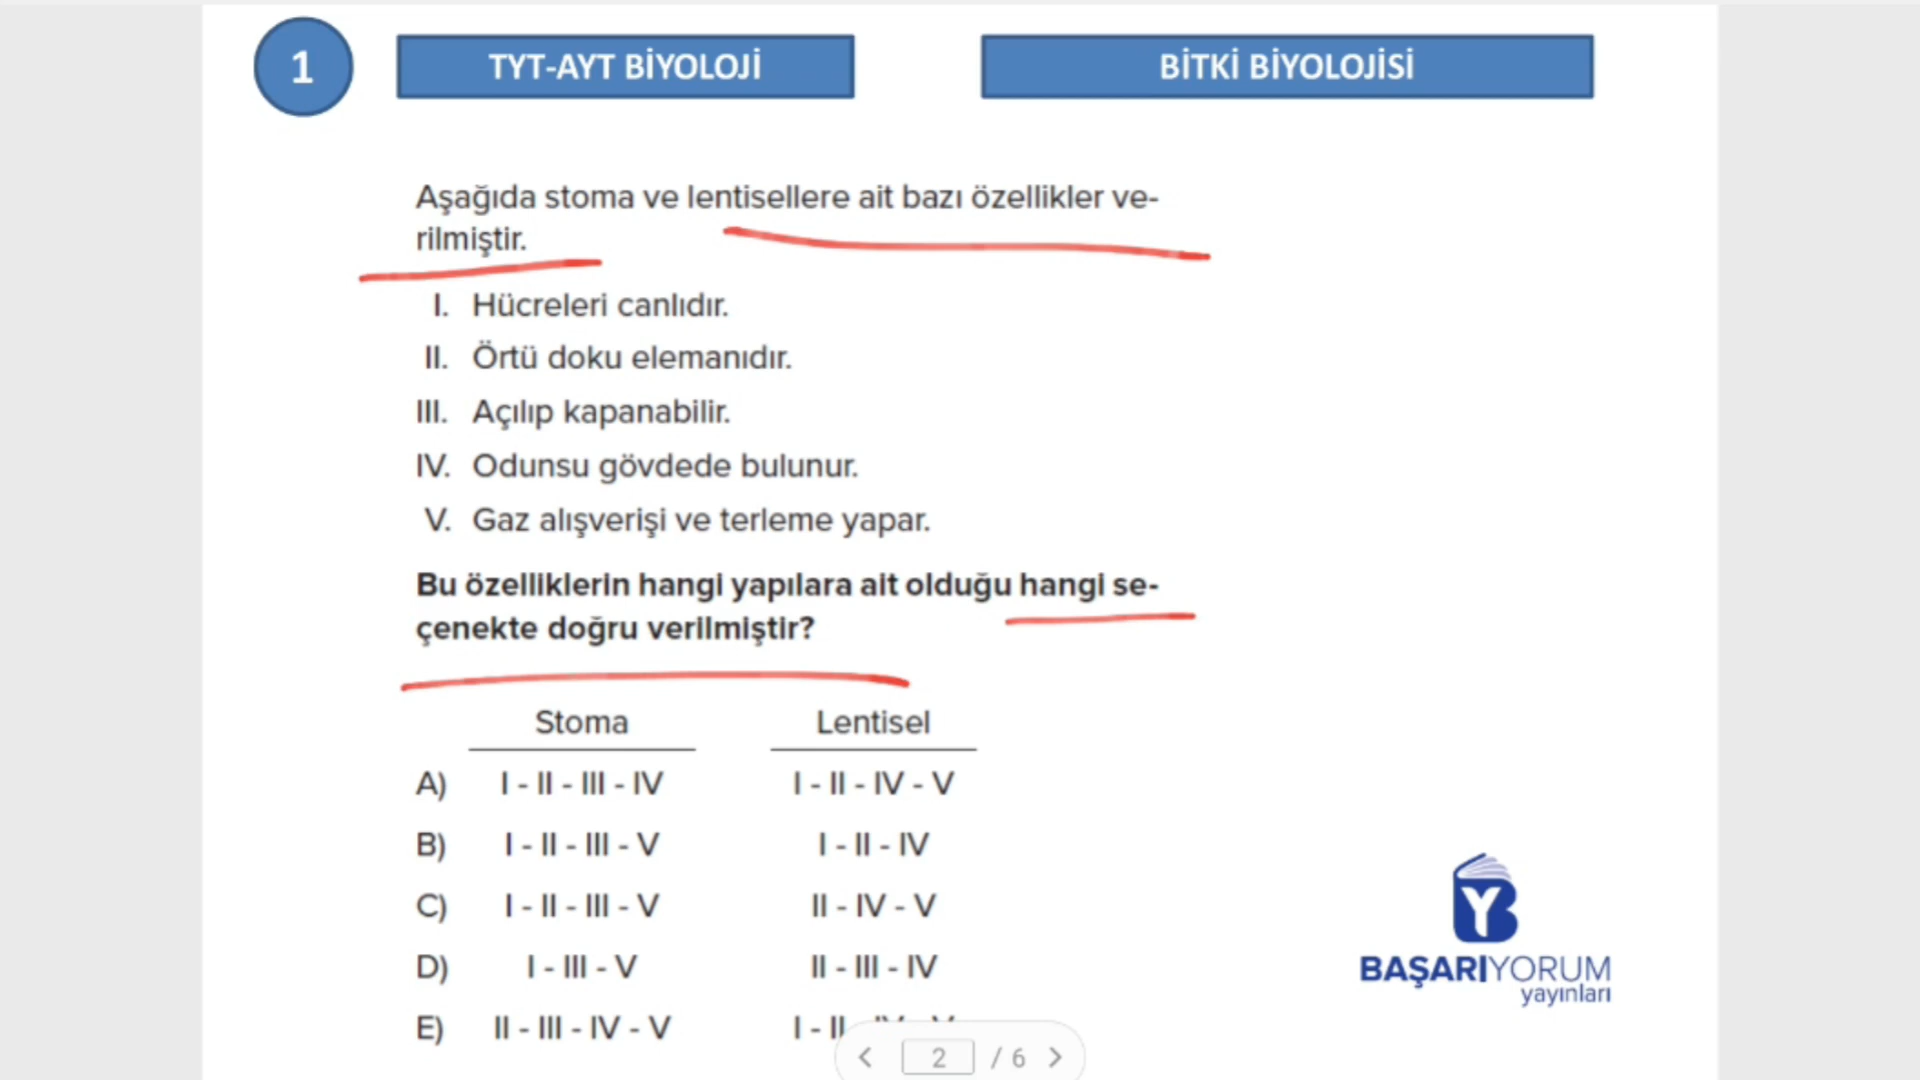 1
TYT-AYT BİYOLOJİ
BİTKİ BİYOLOJİSİ
Aşağıda stoma ve lentisellere ait bazı özellikler ve-
rilmiştir.
I. Hücreleri canlıdır.
II. Örtü doku elemanıdır.
III. Açılıp kapanabilir.
IV. Odunsu gövdede bulunur.
V. Gaz alışverişi ve terleme yapar.
Bu özelliklerin hangi yapılara ait olduğu hangi se-
çenekte doğru verilmiştir?
Stoma Lentisel
A) I - II - III - IV I - II - IV - V
B) I - II - III - V I - II - IV
C) I - II - III - V II - IV - V
D) I - III - V II - III - IV
E) II - III - IV - V I - II
BAŞARIYORUM
yayınları
2 / 6